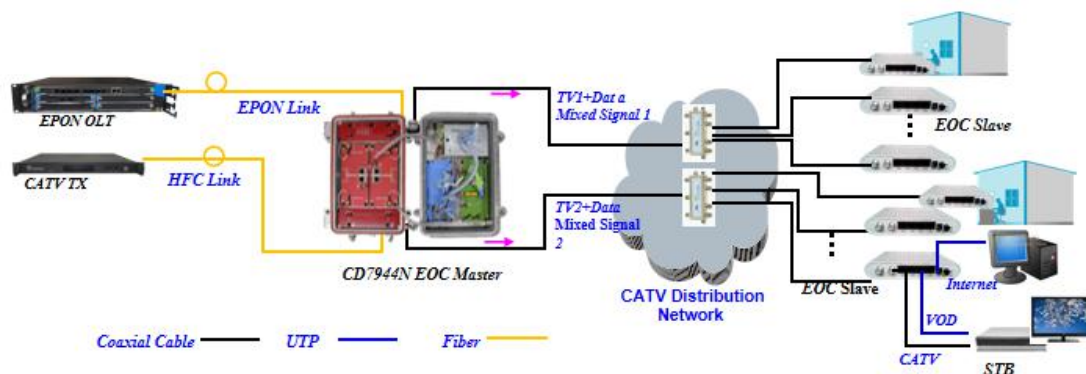 EPON OLT
EPON Link
CATV TX
HFC Link
CD7944N EOC Master
TV1+Dat a
Mixed Signal 1
TV2+Data
Mixed Signal
2
CATV Distribution
Network
EOC Slave
EOC Slave
Internet
VOD
CATV
STB
Coaxial Cable
UTP
Fiber